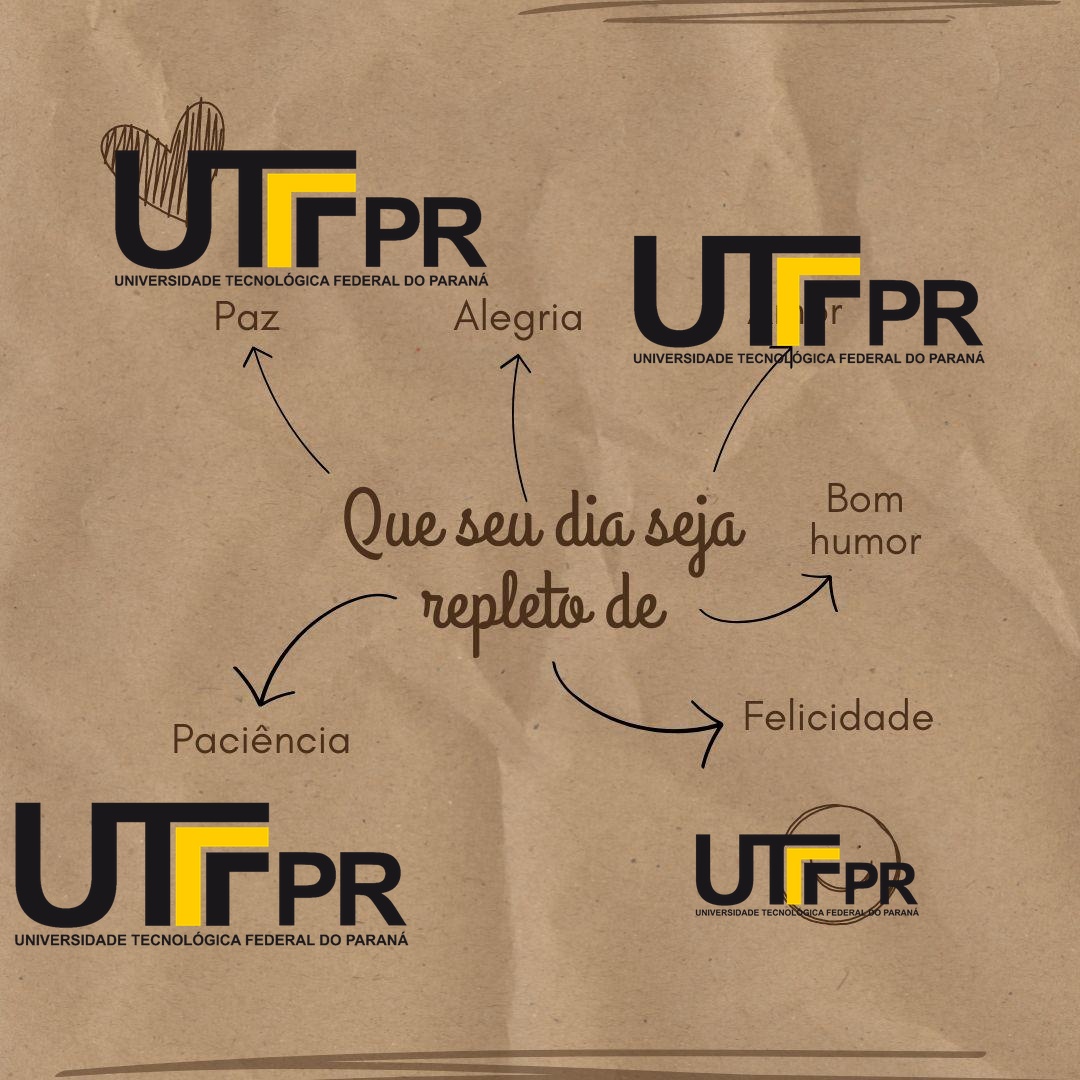 UTFPR
UNIVERSIDADE TECNOLÓGICA FEDERAL DO PARANÁ
UTFPR
UNIVERSIDADE TECNOLÓGICA FEDERAL DO PARANÁ
Paz
Alegria
Amor
Que seu dia seja
repleto de
Bom
humor
Felicidade
Paciência
UTFPR
UNIVERSIDADE TECNOLÓGICA FEDERAL DO PARANÁ
UTFPR
UNIVERSIDADE TECNOLÓGICA FEDERAL DO PARANÁ